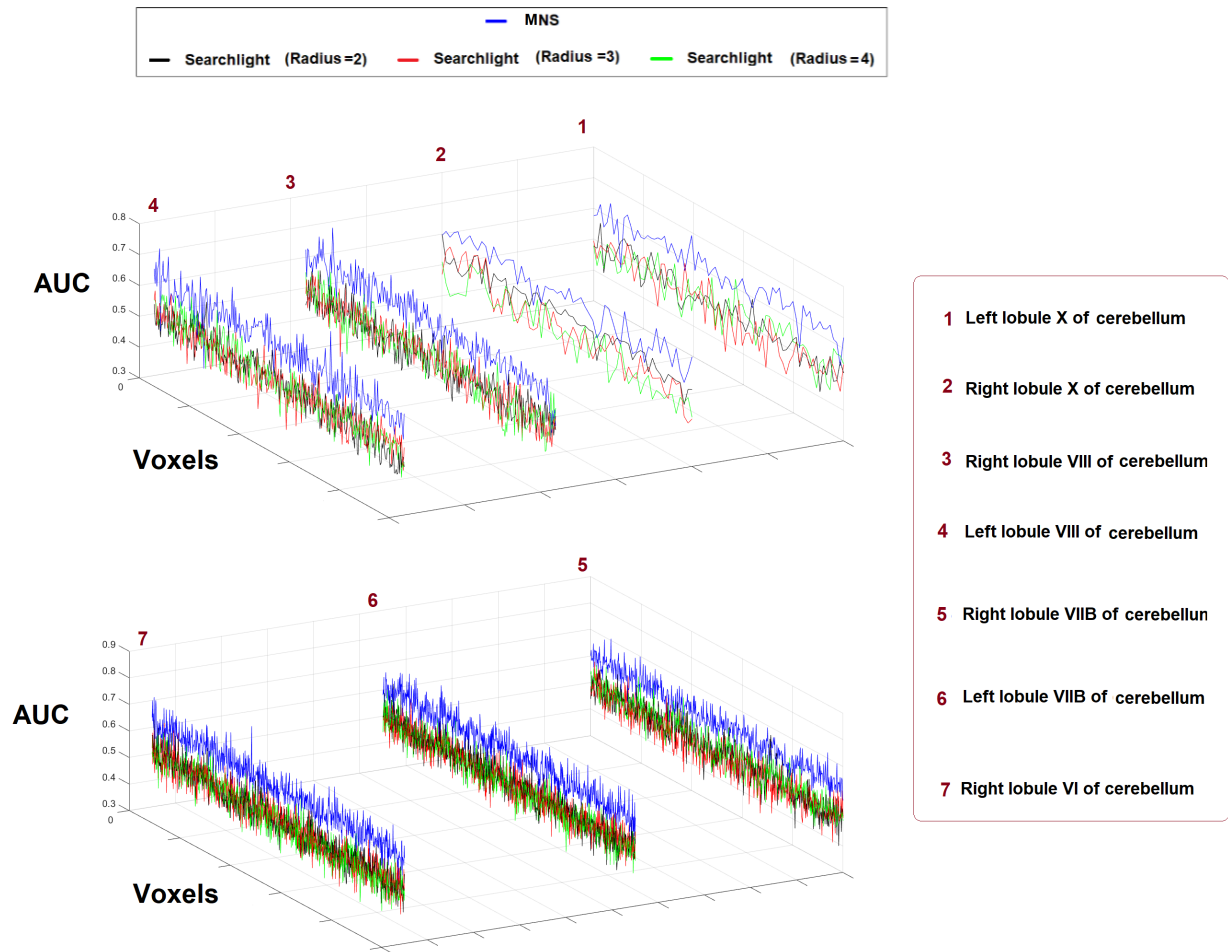 MNS
Searchlight (Radius =2) Searchlight (Radius =3) Searchlight (Radius =4)
1
2
3
4
0.8
0.7
0.6
0.5
0.4
0.3
0
AUC
Voxels
1 Left lobule X of cerebellum
2 Right lobule X of cerebellum
3 Right lobule VIII of cerebellum
4 Left lobule VIII of cerebellum
5 Right lobule VIIB of cerebellun
6 Left lobule VIIB of cerebellum
7 Right lobule VI of cerebellum
5
6
7
0.9
0.8
0.7
0.6
0.5
0.4
0.3
0
AUC
Voxels